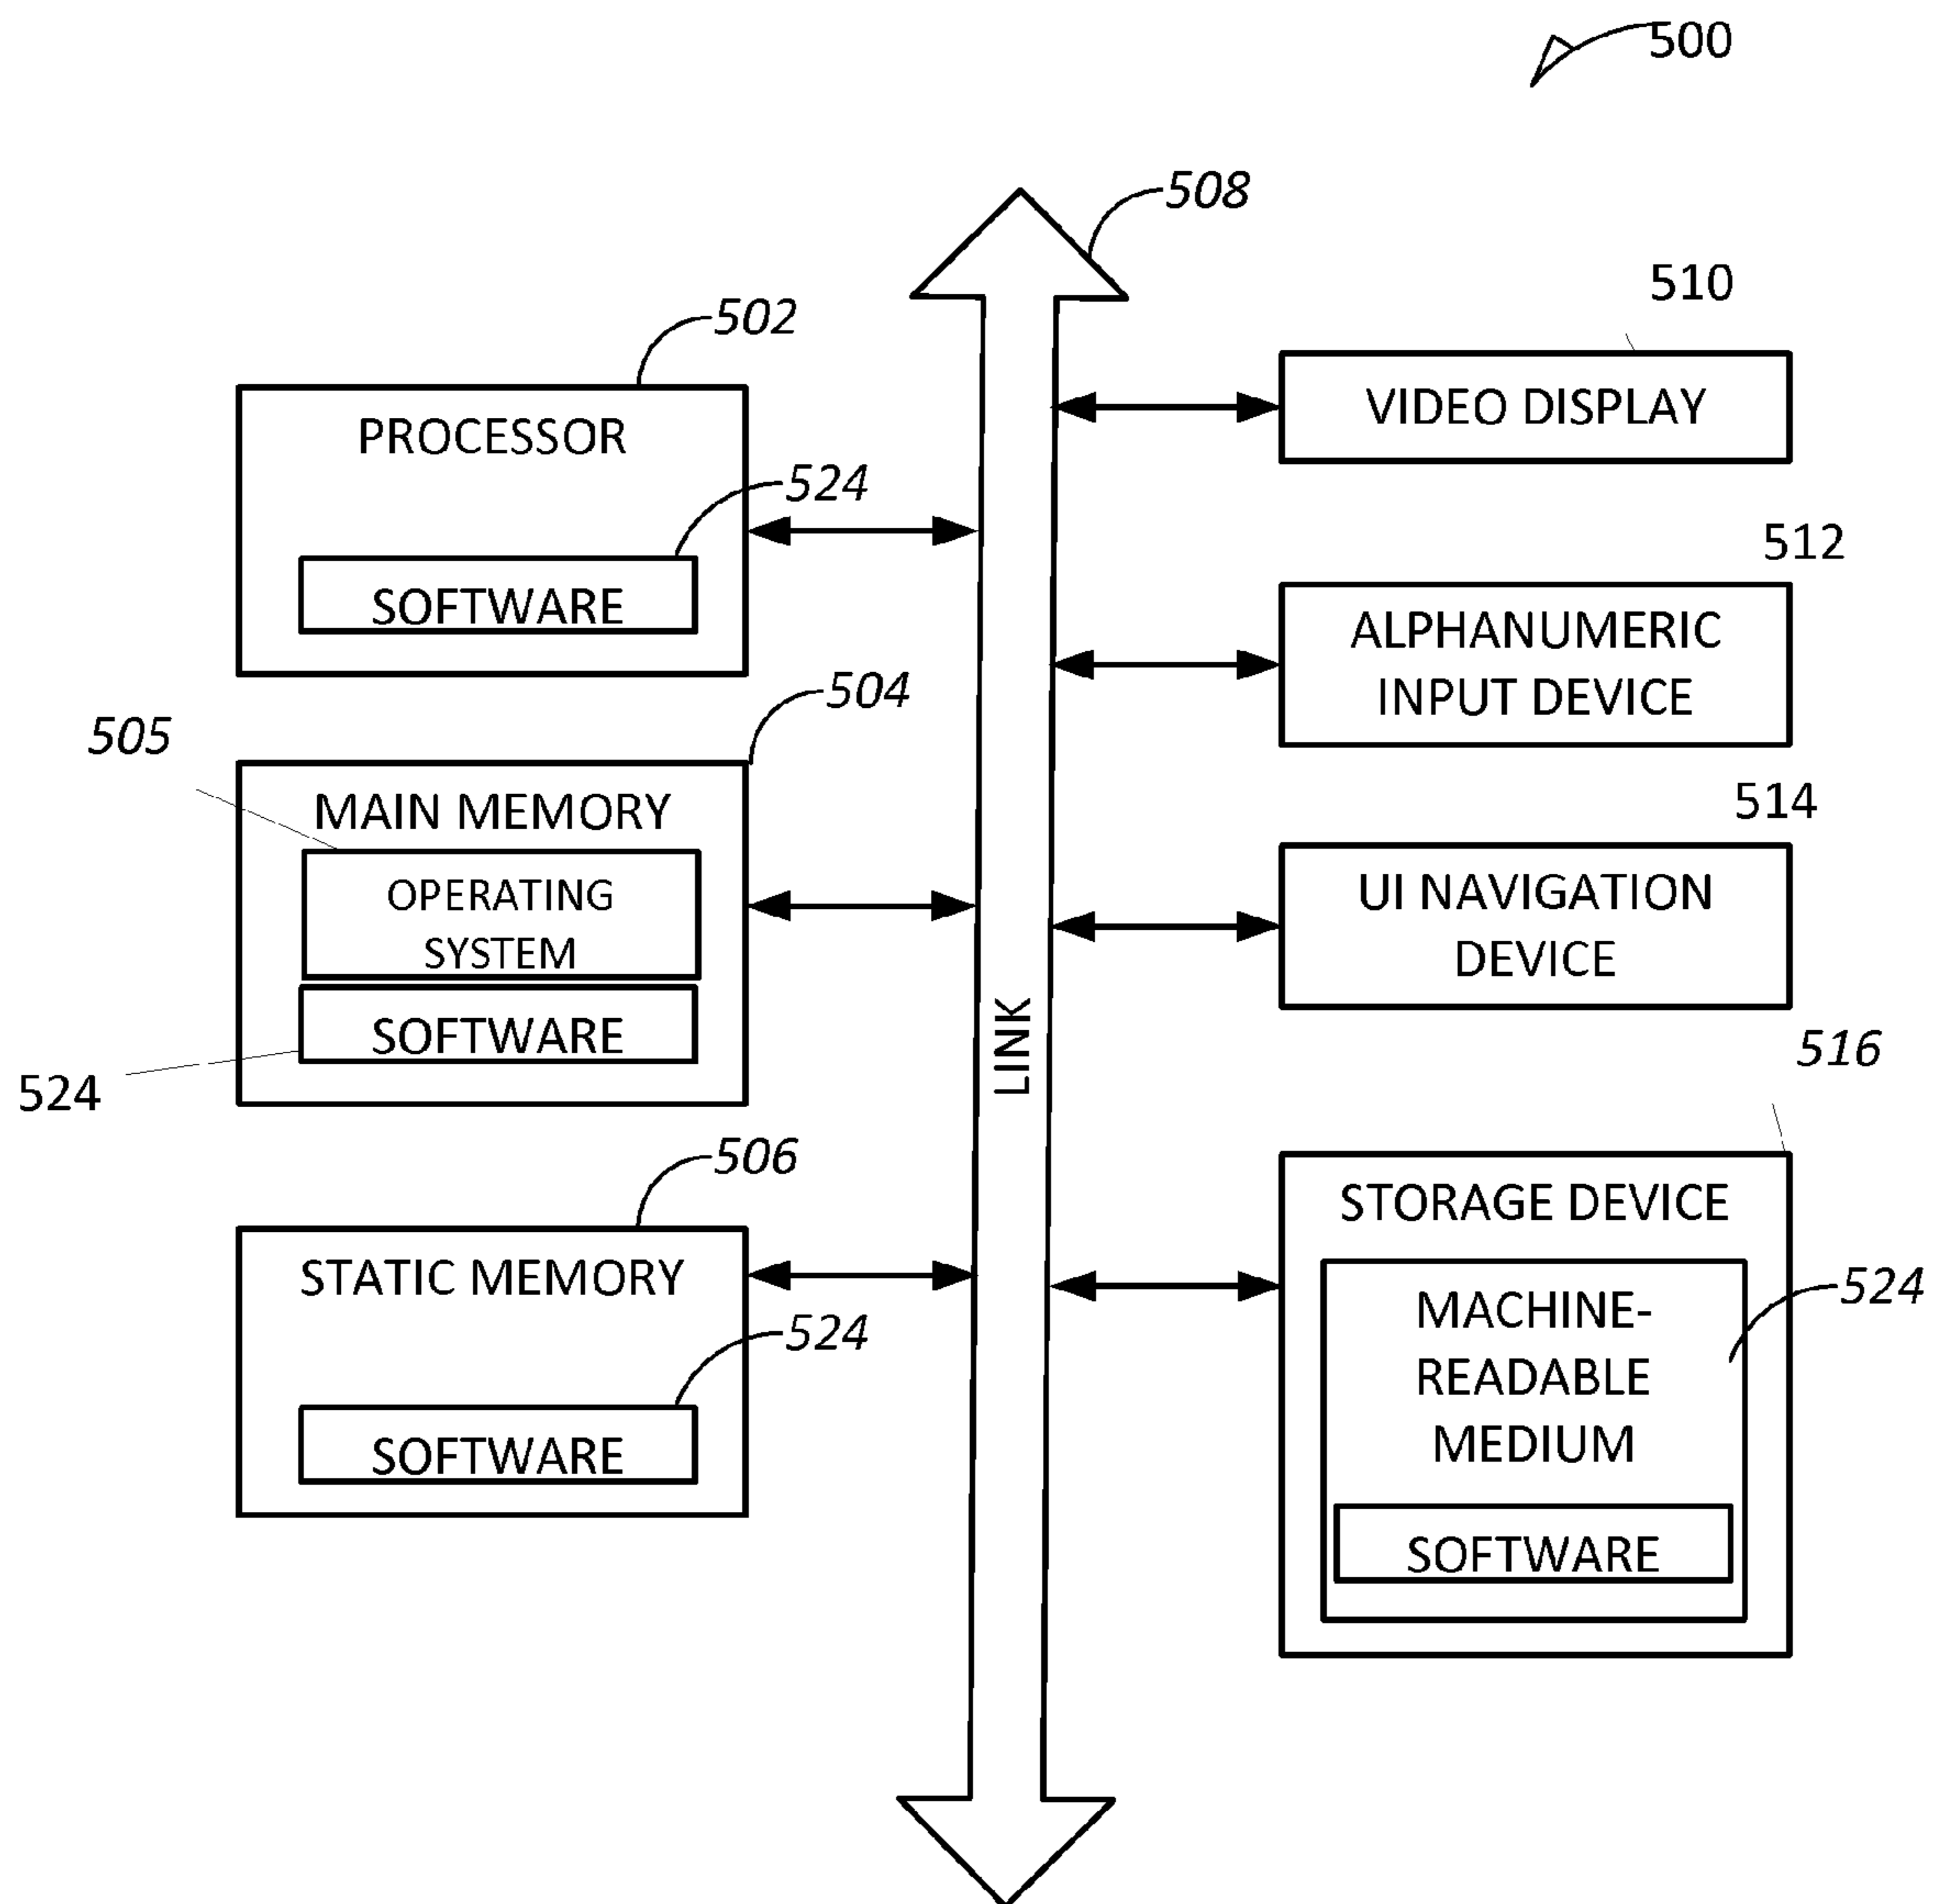 500
508
502
PROCESSOR
524
SOFTWARE
504
505
MAIN MEMORY
OPERATING
SYSTEM
SOFTWARE
524
506
STATIC MEMORY
524
SOFTWARE
LINK
510
VIDEO DISPLAY
512
ALPHANUMERIC
INPUT DEVICE
514
UI NAVIGATION
DEVICE
516
STORAGE DEVICE
524
MACHINE-
READABLE
MEDIUM
SOFTWARE